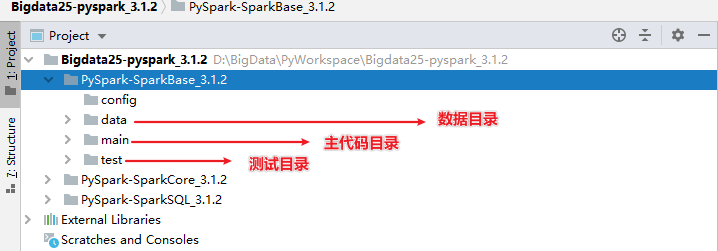 Bigdata25-pyspark_3.1.2 PySpark-SparkBase_3.1.2
1: Project
7: Structure
Project
Bigdata25-pyspark_3.1.2 D:\BigData\PyWorkspace\Bigdata25-pyspark_3.1.2
PySpark-SparkBase_3.1.2
config
data 数据目录
main 主代码目录
test 测试目录
PySpark-SparkCore_3.1.2
PySpark-SparkSQL_3.1.2
External Libraries
Scratches and Consoles